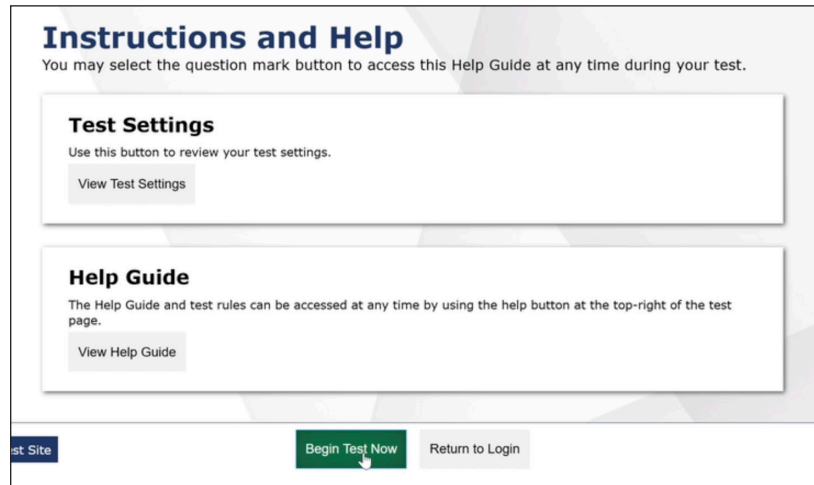 Instructions and Help
You may select the question mark button to access this Help Guide at any time during your test.
Test Settings
Use this button to review your test settings.
View Test Settings
Help Guide
The Help Guide and test rules can be accessed at any time by using the help button at the top-right of the test
page.
View Help Guide
est Site
Begin Test Now
Return to Login